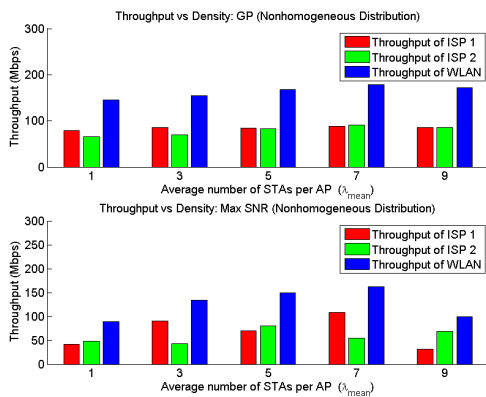 Throughput vs Density: GP (Nonhomogeneous Distribution)
300
200
100
0
Throughput (Mbps)
Throughput of ISP 1
Throughput of ISP 2
Throughput of WLAN
1 3 5 7 9
Average number of STAs per AP (λmean)
Throughput vs Density: Max SNR (Nonhomogeneous Distribution)
300
250
200
150
100
50
0
Throughput (Mbps)
Throughput of ISP 1
Throughput of ISP 2
Throughput of WLAN
1 3 5 7 9
Average number of STAs per AP (λmean)